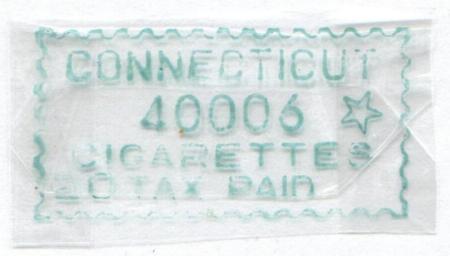 CONNECTICUT
40006
CIGARETTES
20 TAX PAID